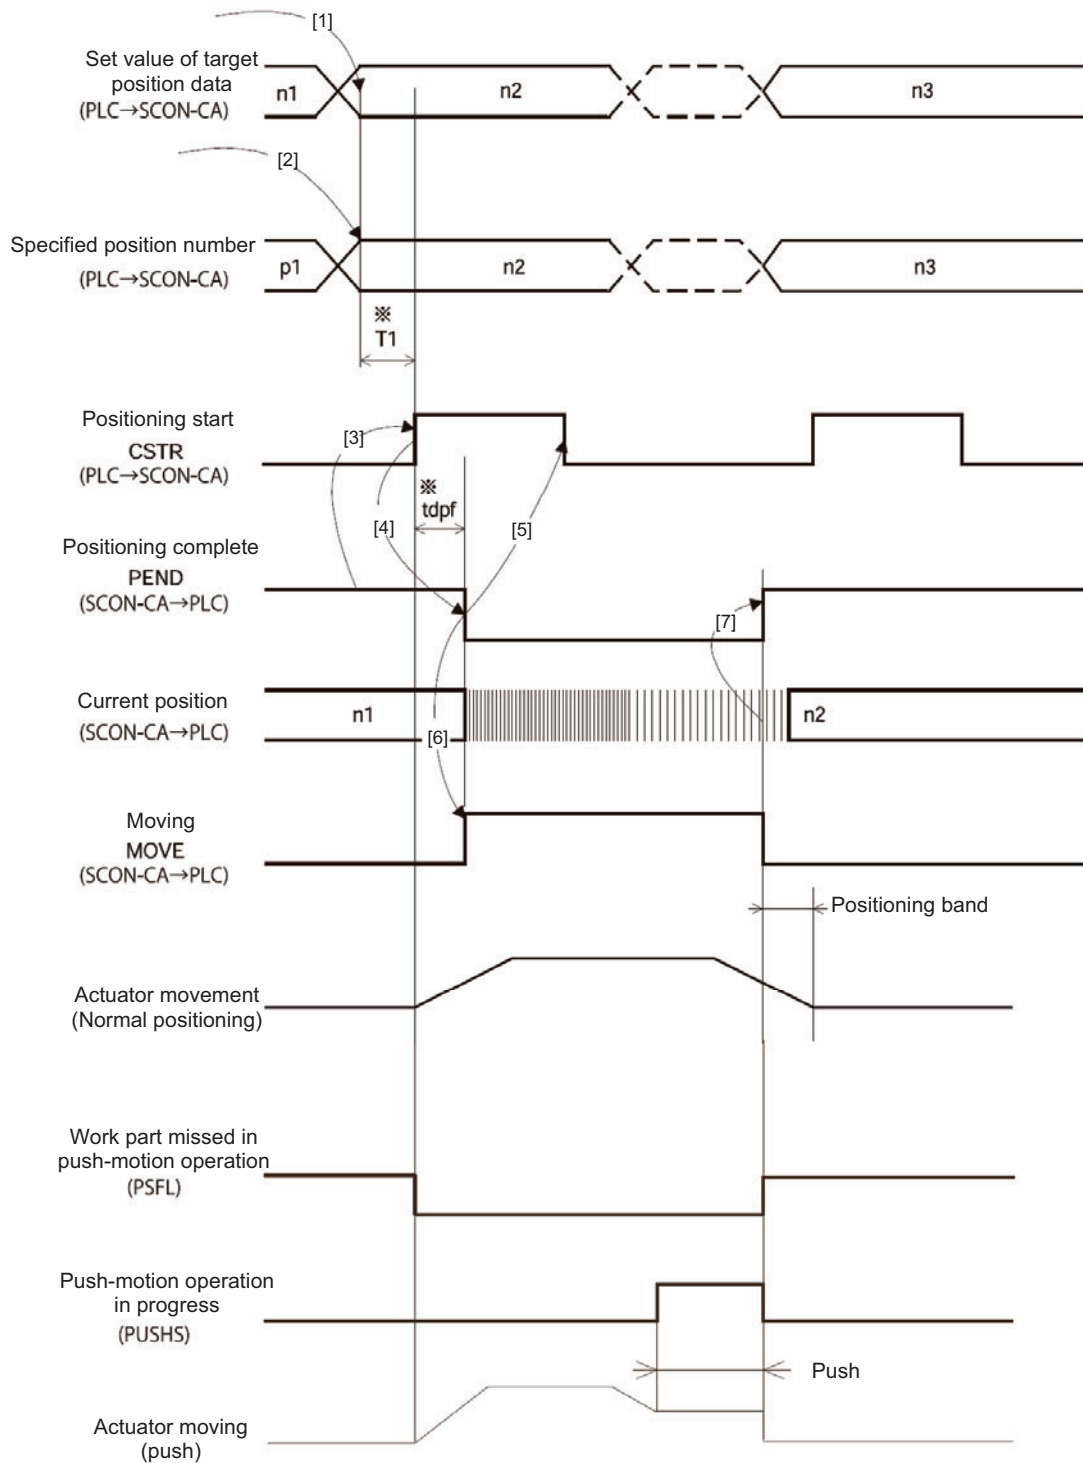 [1]
Set value of target
position data
(PLC→SCON-CA)
n1
n2
n3
[2]
Specified position number
(PLC→SCON-CA)
p1
n2
n3
※
T1
Positioning start
CSTR
(PLC→SCON-CA)
[3]
※
tdpf
[4]
[5]
Positioning complete
PEND
(SCON-CA→PLC)
[7]
Current position
(SCON-CA→PLC)
n1
n2
[6]
Moving
MOVE
(SCON-CA→PLC)
Positioning band
Actuator movement
(Normal positioning)
Work part missed in
push-motion operation
(PSFL)
Push-motion operation
in progress
(PUSHS)
Push
Actuator moving
(push)